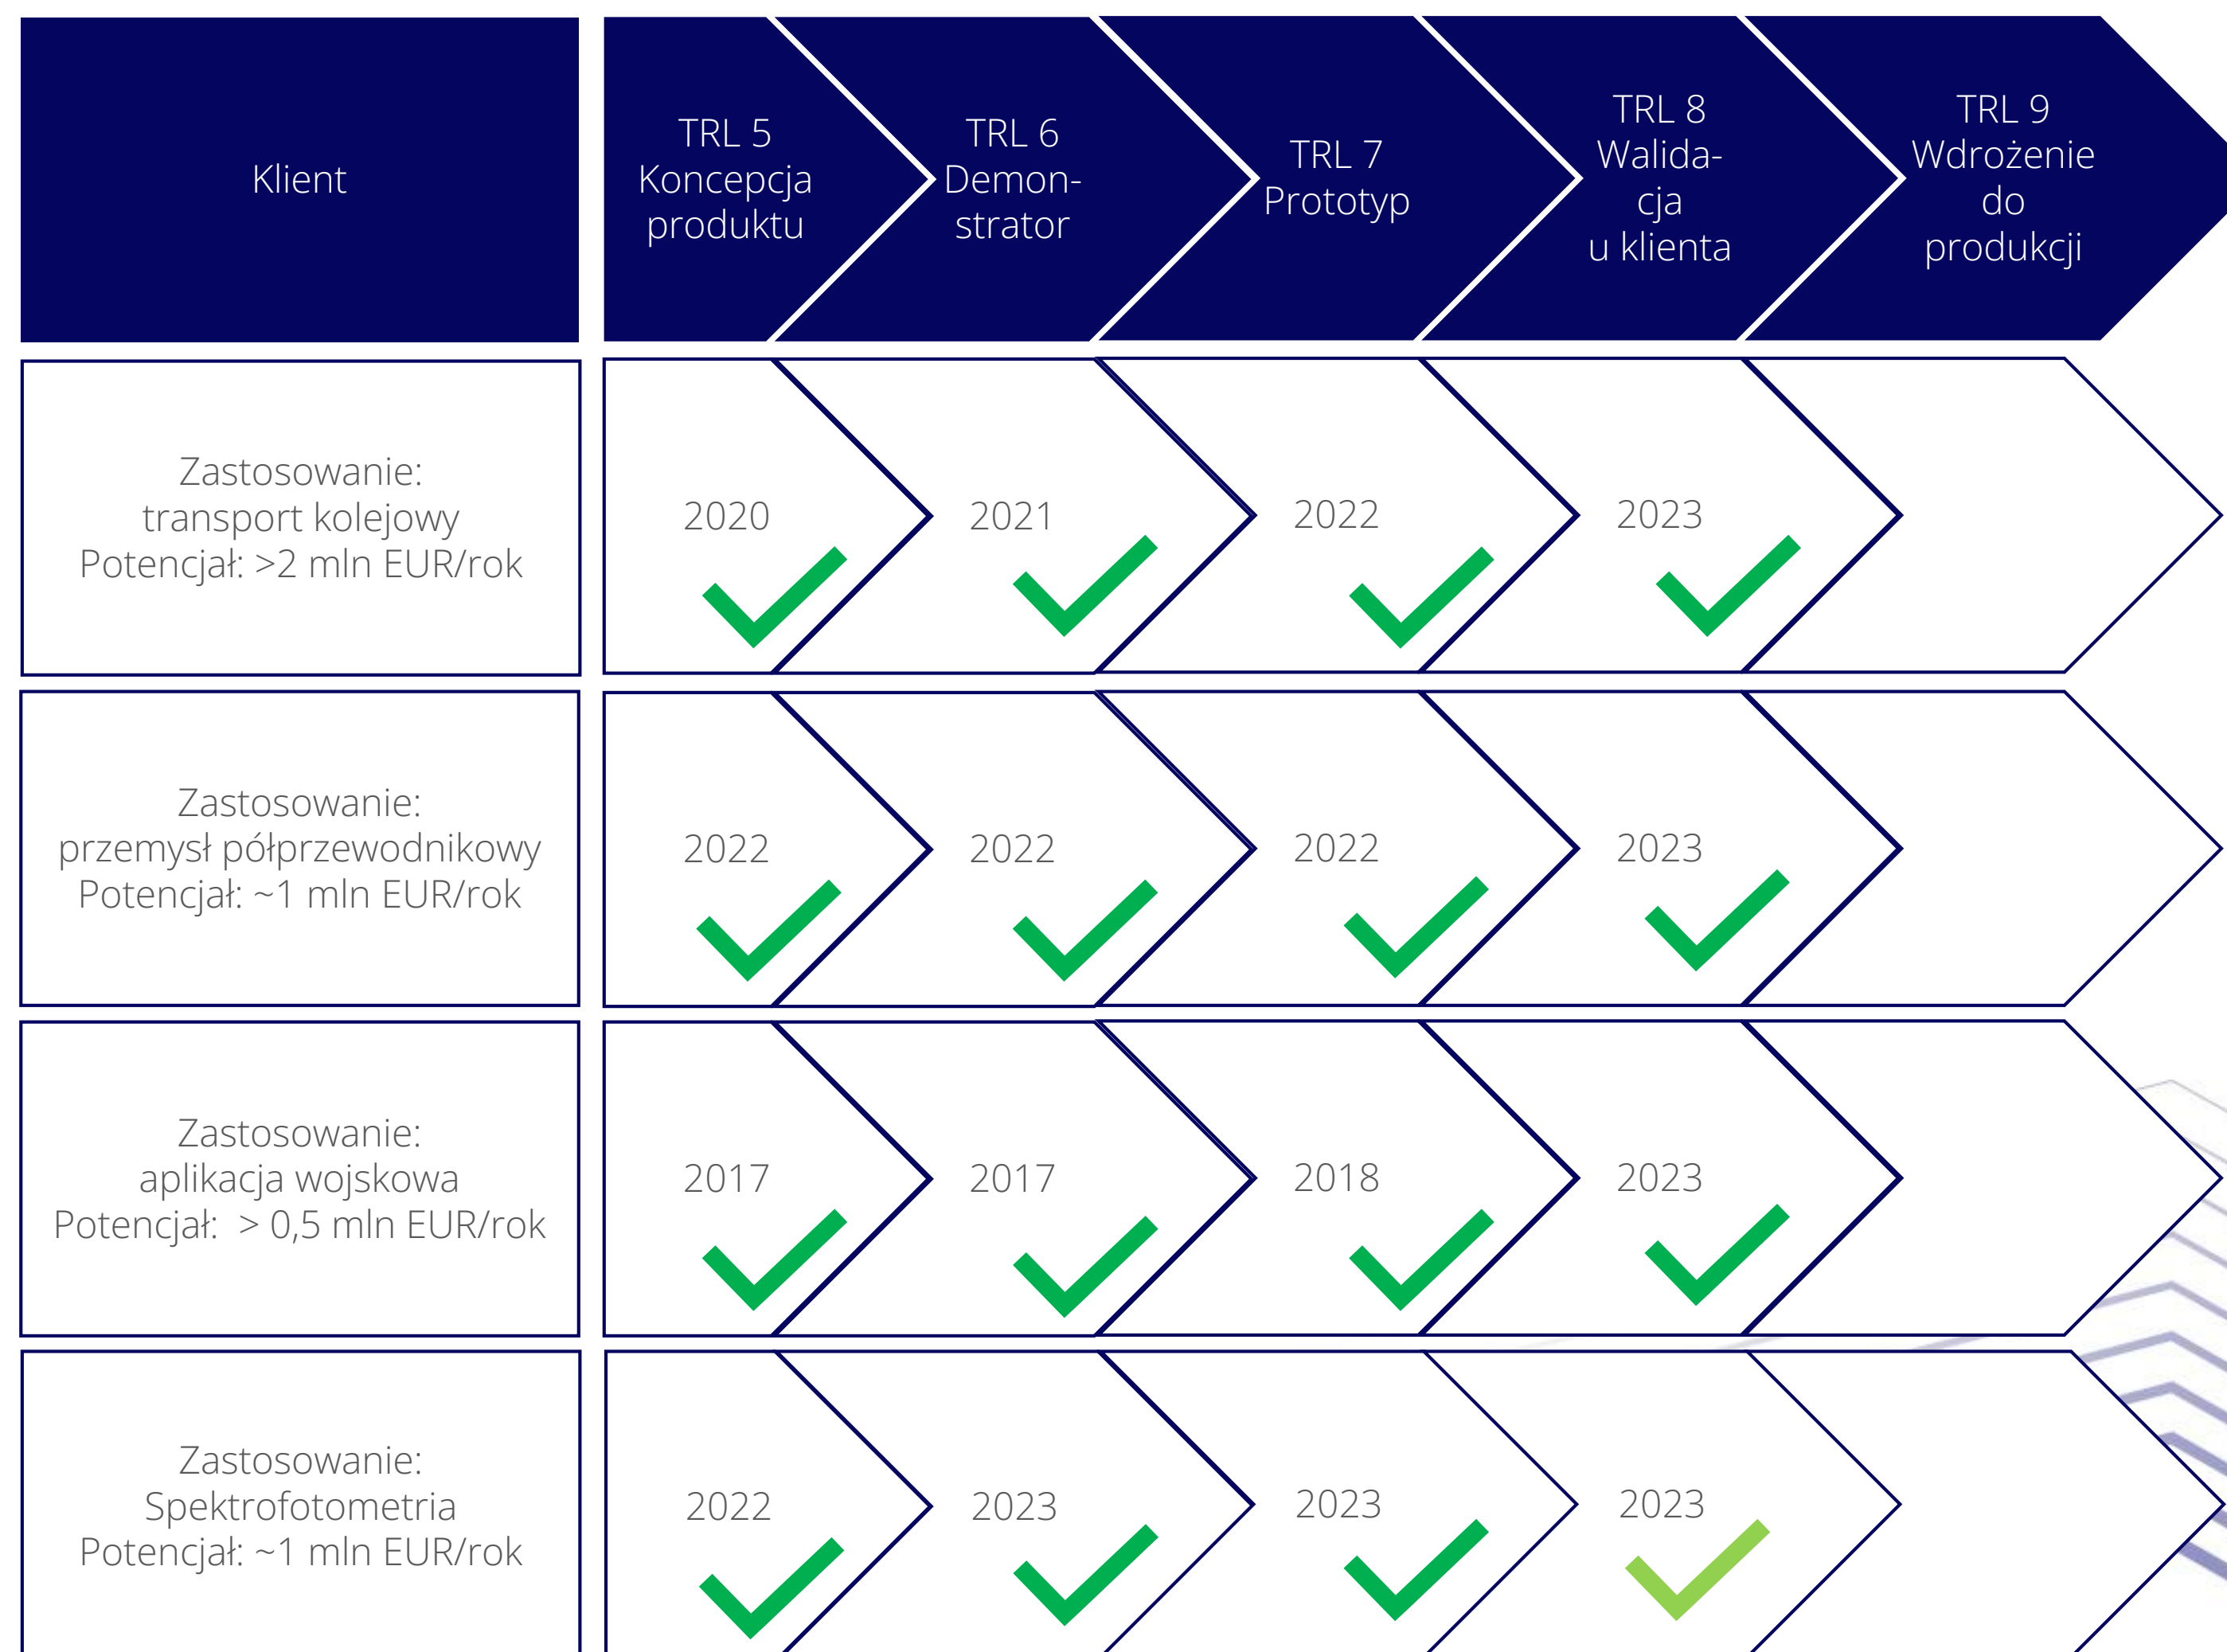 Klient
TRL 5
Koncepcja
produktu
TRL 6
Demon-
strator
TRL 7
Prototyp
TRL 8
Walida-
cja
u klienta
TRL 9
Wdrożenie
do
produkcji
Zastosowanie:
transport kolejowy
Potencjał: >2 mln EUR/rok
2020
2021
2022
2023
Zastosowanie:
przemysł półprzewodnikowy
Potencjał: ~1 mln EUR/rok
2022
2022
2022
2023
Zastosowanie:
aplikacja wojskowa
Potencjał:  > 0,5 mln EUR/rok
2017
2017
2018
2023
Zastosowanie:
Spektrofotometria
Potencjał: ~1 mln EUR/rok
2022
2023
2023
2023